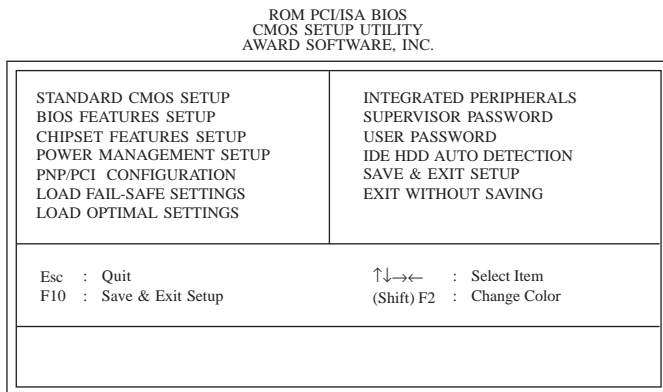 ROM PCI/ISA BIOS
CMOS SETUP UTILITY
AWARD SOFTWARE, INC.
STANDARD CMOS SETUP
BIOS FEATURES SETUP
CHIPSET FEATURES SETUP
POWER MANAGEMENT SETUP
PNP/PCI CONFIGURATION
LOAD FAIL-SAFE SETTINGS
LOAD OPTIMAL SETTINGS
INTEGRATED PERIPHERALS
SUPERVISOR PASSWORD
USER PASSWORD
IDE HDD AUTO DETECTION
SAVE & EXIT SETUP
EXIT WITHOUT SAVING
Esc : Quit
F10 : Save & Exit Setup
↑↓→← : Select Item
(Shift) F2 : Change Color